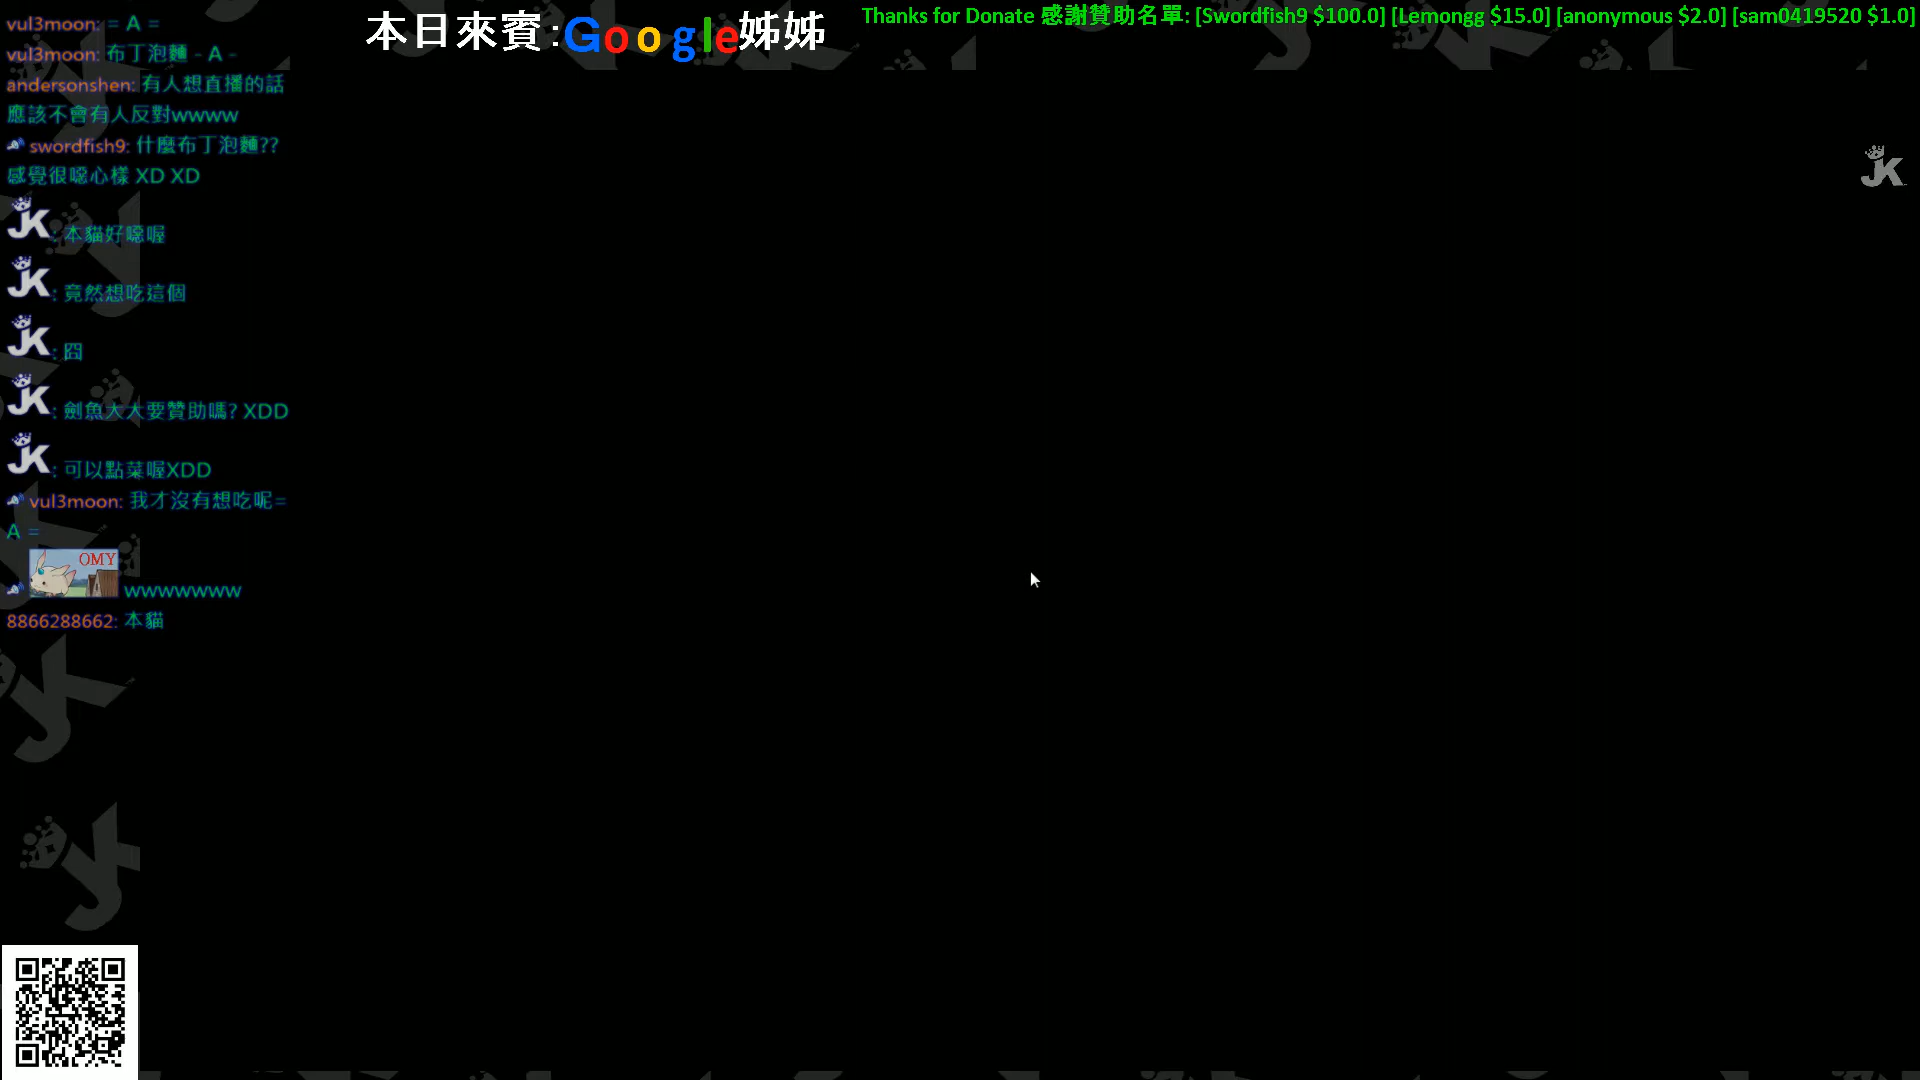 vul3moon: = A =
vul3moon: 布丁泡麵 - A -
andersonshen: 有人想直播的話
應該不會有人反對wwww
swordfish9: 什麼布丁泡麵??
感覺很噁心樣 XD XD
JK: 本貓好噁喔
JK: 竟然想吃這個
JK: 囧
JK: 劍魚大大要贊助嗎? XDD
JK: 可以點菜喔XDD
vul3moon: 我才沒有想吃呢=
A =
OMY
wwwwwww
8866288662: 本貓
本日來賓:Google姊姊
Thanks for Donate 感謝贊助名單: [Swordfish9 $100.0] [Lemongg $15.0] [anonymous $2.0] [sam0419520 $1.0]
JK